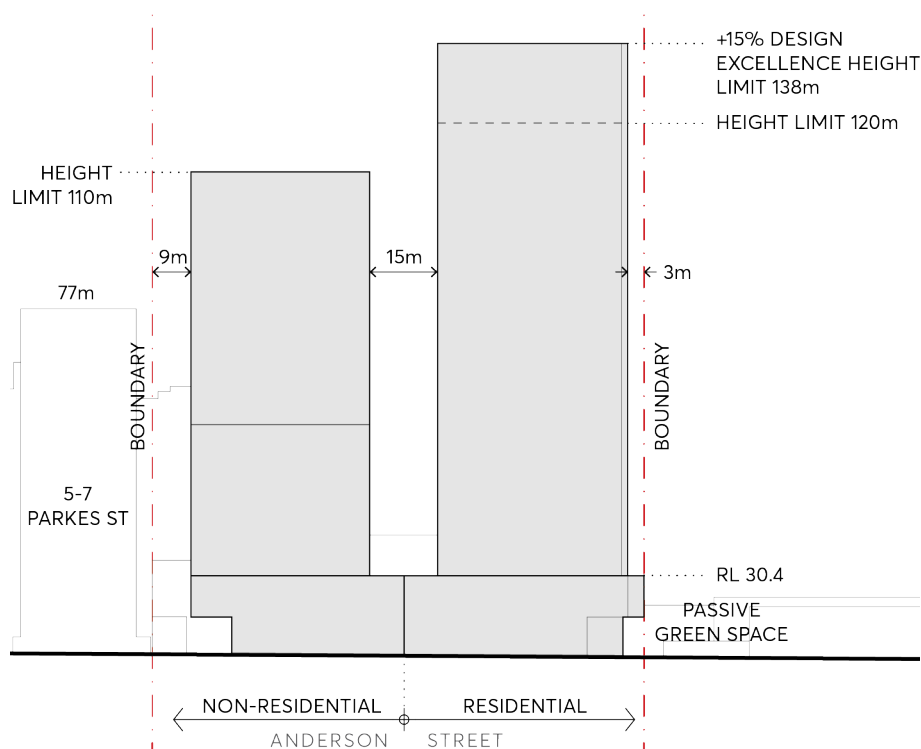 +15% DESIGN
EXCELLENCE HEIGHT
LIMIT 138m
HEIGHT LIMIT 120m
HEIGHT
LIMIT 110m
9m
15m
3m
77m
BOUNDARY
BOUNDARY
5-7
PARKES ST
RL 30.4
PASSIVE
GREEN SPACE
NON-RESIDENTIAL
RESIDENTIAL
ANDERSON STREET